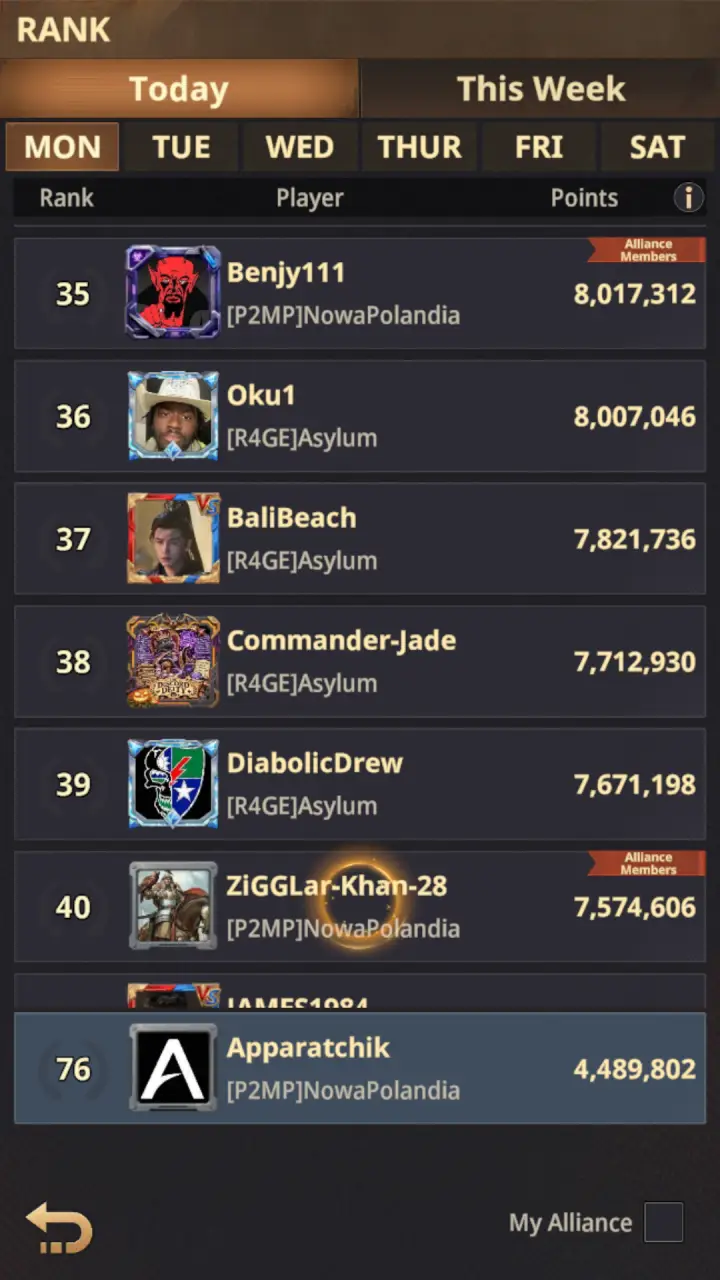 RANK
Today
This Week
MON
TUE
WED
THUR
FRI
SAT
Rank
Player
Points
Alliance
Members
35
Benjy111
[P2MP]NowaPolandia
8,017,312
36
Oku1
[R4GE]Asylum
8,007,046
37
VS
BaliBeach
[R4GE]Asylum
7,821,736
38
Commander-Jade
[R4GE]Asylum
7,712,930
39
DiabolicDrew
[R4GE]Asylum
7,671,198
Alliance
Members
40
ZiGGLar-Khan-28
[P2MP]NowaPolandia
7,574,606
VS
JAMES1984
76
Apparatchik
[P2MP]NowaPolandia
4,489,802
My Alliance